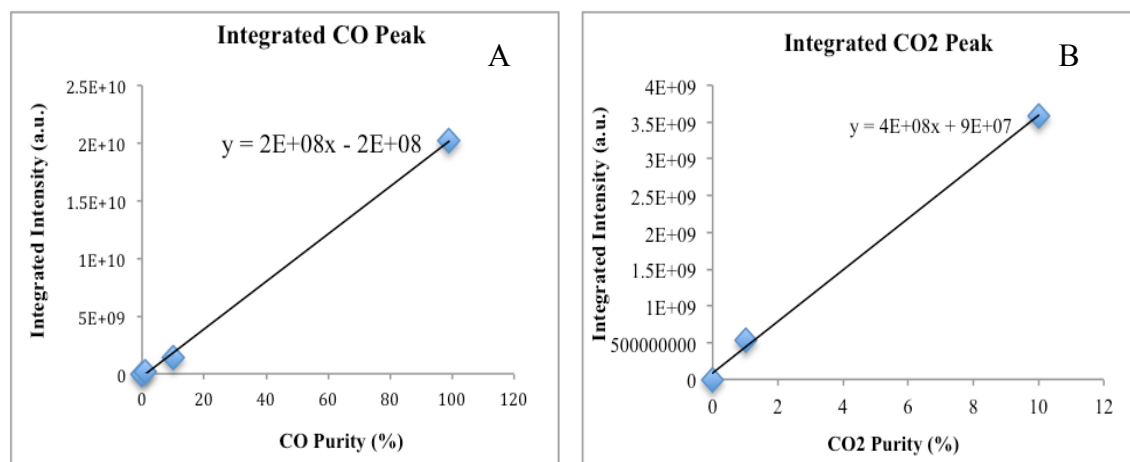 Integrated CO Peak
A
Integrated Intensity (a.u.)
2.5E+10
2E+10
1.5E+10
1E+10
5E+09
0
y = 2E+08x - 2E+08
0 20 40 60 80 100 120
CO Purity (%)
Integrated CO2 Peak
B
Integrated Intensity (a.u.)
4E+09
3.5E+09
3E+09
2.5E+09
2E+09
1.5E+09
1E+09
500000000
0
y = 4E+08x + 9E+07
0 2 4 6 8 10 12
CO2 Purity (%)